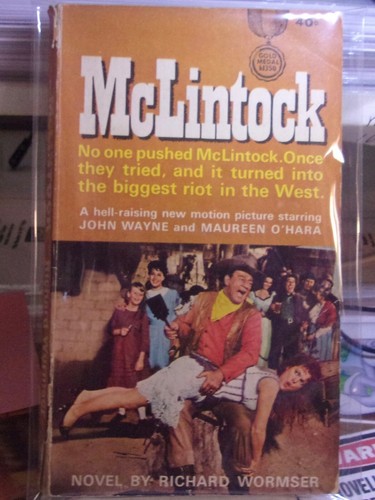 40¢
GOLD
MEDAL
McLintock
No one pushed McLintock. Once
they tried, and it turned into
the biggest riot in the West.
A hell-raising new motion picture starring
JOHN WAYNE and MAUREEN O'HARA
NOVEL BY RICHARD WORMSER